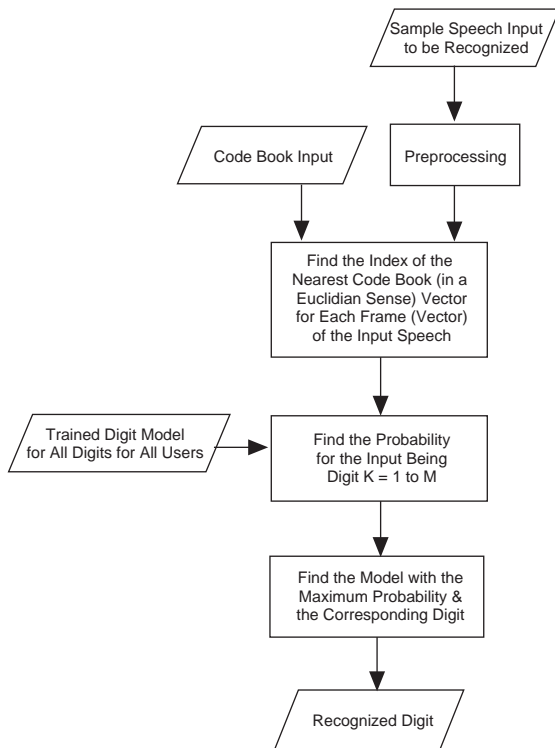 Sample Speech Input
to be Recognized
Code Book Input
Preprocessing
Find the Index of the
Nearest Code Book (in a
Euclidian Sense) Vector
for Each Frame (Vector)
of the Input Speech
Trained Digit Model
for All Digits for All Users
Find the Probability
for the Input Being
Digit K = 1 to M
Find the Model with the
Maximum Probability &
the Corresponding Digit
Recognized Digit